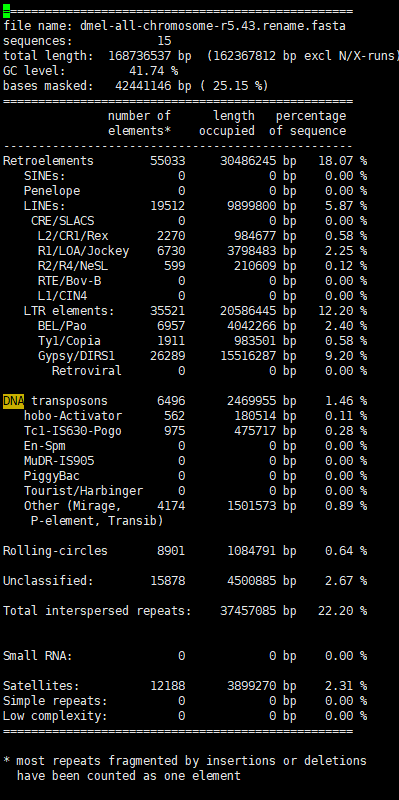 ==================================================
file name: dmel-all-chromosome-r5.43.rename.fasta
sequences:            15
total length:  168736537 bp  (162367812 bp excl N/X-runs)
GC level:        41.74 %
bases masked:   42441146 bp ( 25.15 %)
==================================================
               number of      length   percentage
               elements*    occupied  of sequence
--------------------------------------------------
Retroelements        55033     30486245 bp   18.07 %
   SINEs:                0            0 bp    0.00 %
   Penelope              0            0 bp    0.00 %
   LINEs:            19512      9899800 bp    5.87 %
    CRE/SLACS            0            0 bp    0.00 %
     L2/CR1/Rex       2270       984677 bp    0.58 %
     R1/LOA/Jockey    6730      3798483 bp    2.25 %
     R2/R4/NeSL        599       210609 bp    0.12 %
     RTE/Bov-B           0            0 bp    0.00 %
     L1/CIN4             0            0 bp    0.00 %
   LTR elements:     35521     20586445 bp   12.20 %
     BEL/Pao          6957      4042266 bp    2.40 %
     Ty1/Copia        1911       983501 bp    0.58 %
     Gypsy/DIRS1     26289     15516287 bp    9.20 %
       Retroviral        0            0 bp    0.00 %
DNA transposons       6496      2469955 bp    1.46 %
   hobo-Activator      562       180514 bp    0.11 %
   Tc1-IS630-Pogo      975       475717 bp    0.28 %
   En-Spm                0            0 bp    0.00 %
   MuDR-IS905            0            0 bp    0.00 %
   PiggyBac              0            0 bp    0.00 %
   Tourist/Harbinger     0            0 bp    0.00 %
   Other (Mirage,     4174      1501573 bp    0.89 %
    P-element, Transib)
Rolling-circles       8901      1084791 bp    0.64 %
Unclassified:        15878      4500885 bp    2.67 %
Total interspersed repeats:    37457085 bp   22.20 %
Small RNA:               0            0 bp    0.00 %
Satellites:          12188      3899270 bp    2.31 %
Simple repeats:          0            0 bp    0.00 %
Low complexity:          0            0 bp    0.00 %
==================================================
* most repeats fragmented by insertions or deletions
  have been counted as one element